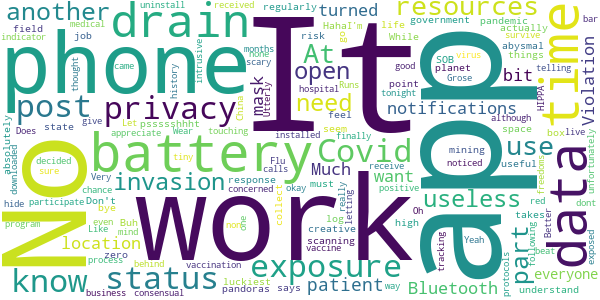 another
uninstall
received
regularly
turned
resources
pandemic
medical
indicator
job
drain
HahaI'm
life
government
actually
bar
field
none
While
abysmal
survive
phone
months
intrusive
At
risk
SOB
planet
things
virus
Violation
thought
history
scary
Utterly
mask
open
good
point
Grose
telling
tonight
HIPPA
came
go
hospital
Runs
bit
time
post
privacy
China
installed
feel
need
notifications
box
state
give
Let
psssshhht
tiny
Wear
touching
Flu
seem
finally
although
space
live
Does
appreciate
calls
mining
noticed
useful
No
It
app
absolutely
downloaded
sure
decided
battery
Covid
use
dont
unfortunately
hide
participate
Don't
Very
chance
zero
invasion
response
concerned
okay
Much
want
receive
must
positive
useless
red
freedoms
data
program
bye
even
Buh
Like
mind
collect
log
really
letting
creative
high
Oh
part
takes
Better
location
process
behind
vaccination
none
one
scanning
vaccine
tracking
Yeah
following
beat
everyone
know
status
work
exposure
patient
way
Bluetooth
protocols
exposed
business
consensual
luckiest
pandoras
says
understand